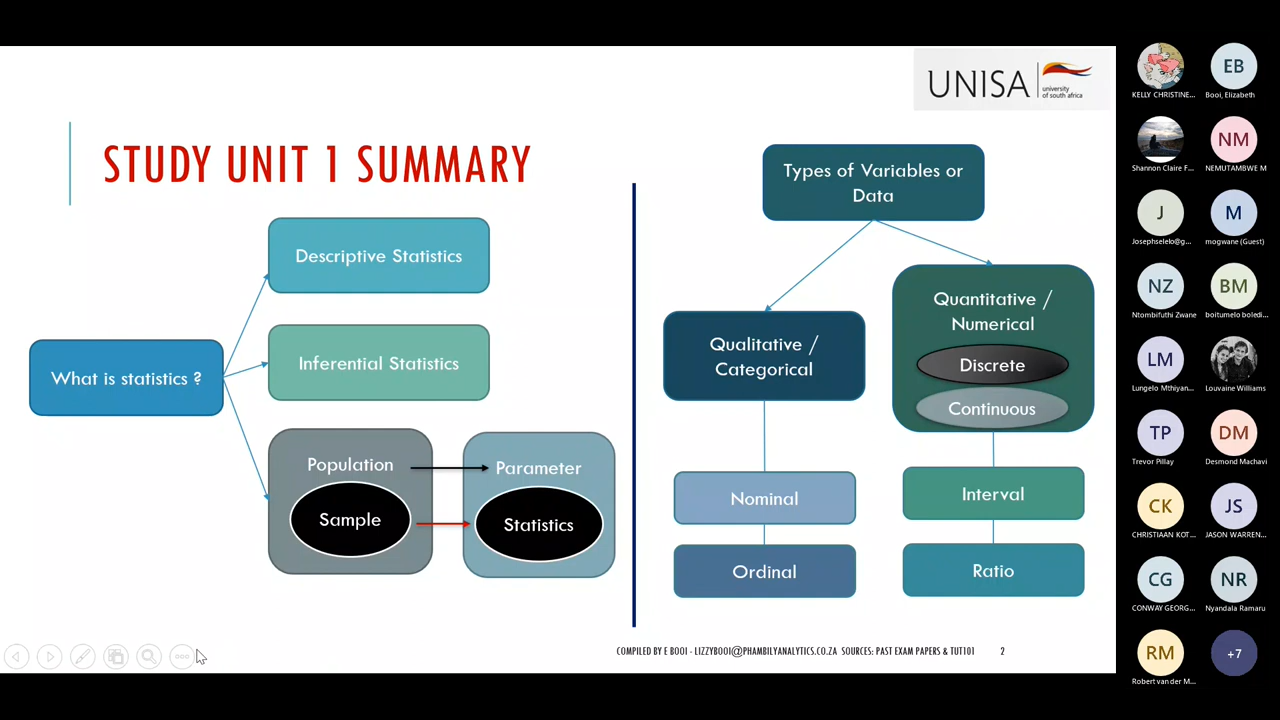 UNISA
university
of south africa
STUDY UNIT 1 SUMMARY
What is statistics ?
Descriptive Statistics
Inferential Statistics
Population
Parameter
Sample
Statistics
Types of Variables or
Data
Qualitative /
Categorical
Nominal
Ordinal
Quantitative /
Numerical
Discrete
Continuous
Interval
Ratio
COMPILED BY E BOOI - LIZZYBOOI@PHAMBILYANALYTICS.CO.ZA SOURCES: PAST EXAM PAPERS & TUT101
2
KELLY CHRISTINE...
EB
Booi, Elizabeth
Shannon Claire F...
NM
NEMUTAMBWE M
J
Josephselelo@g...
M
mogwane (Guest)
NZ
Ntombifuthi Zwane
BM
boitumelo boledi...
LM
Lungelo Mthiyan...
Louvaine Williams
TP
Trevor Pillay
DM
Desmond Machavi
CK
CHRISTIAAN KOT...
JS
JASON WARREN...
CG
CONWAY GEORG...
NR
Nyandala Ramaru
RM
Robert van der M...
+7